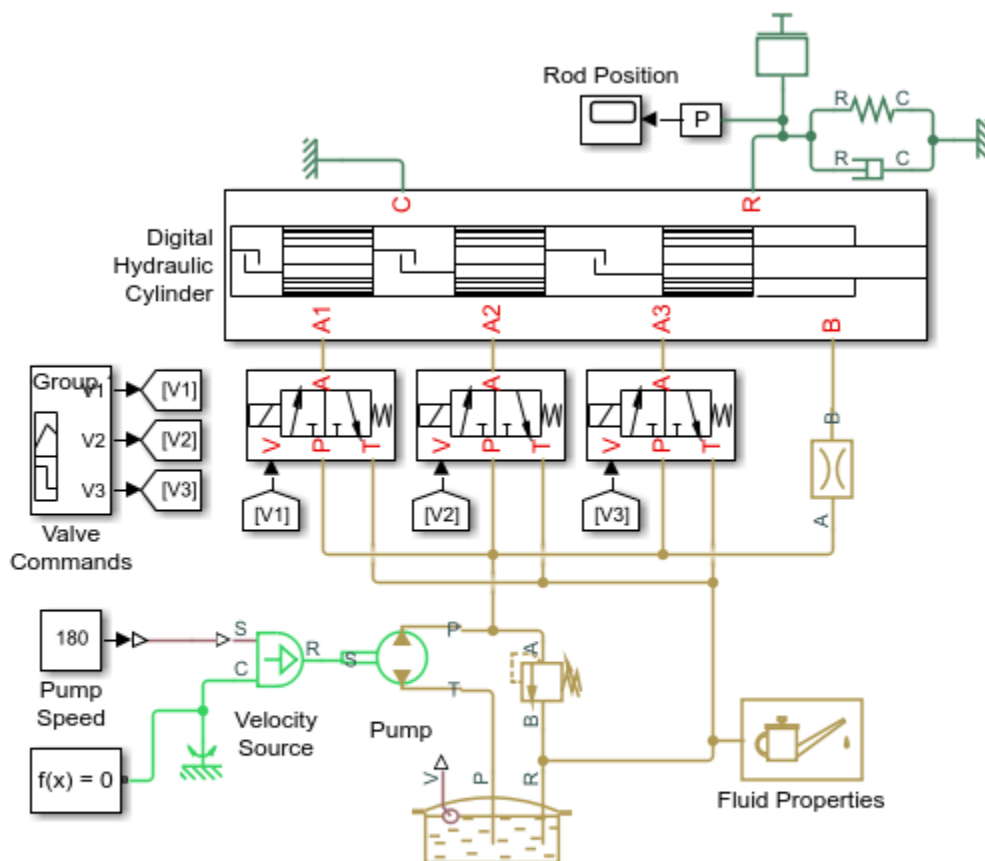 Rod Position
P
R C
R C
C
R
Digital
Hydraulic
Cylinder
A1
A2
A3
B
Group
V1
V2
V3
[V1]
[V2]
[V3]
Valve
Commands
A
V P T
A
V P T
A
V P T
[V1]
[V2]
[V3]
B
A
180
Pump
Speed
S
C
R
Velocity
Source
S
P
T
Pump
A
B
f(x) = 0
V
P
R
Fluid Properties